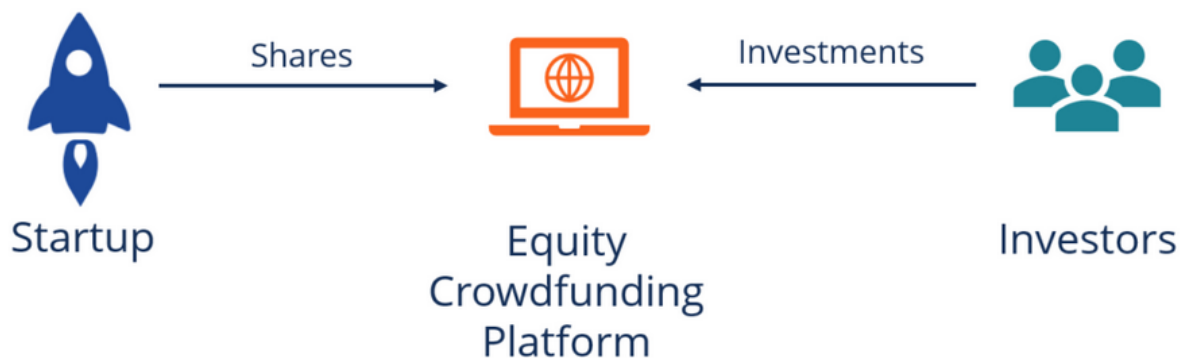 Shares
Investments
Startup
Equity
Crowdfunding
Platform
Investors